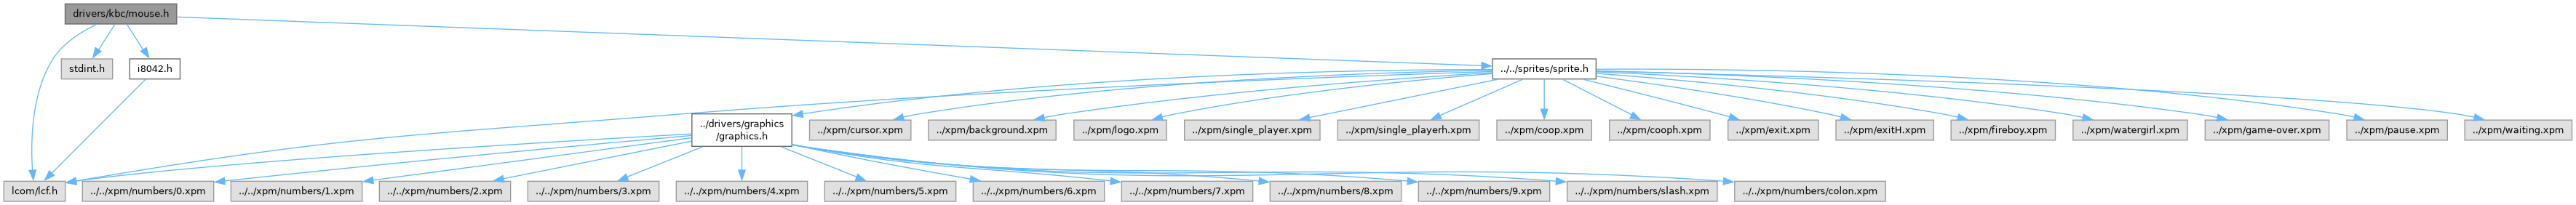 drivers/kbc/mouse.h
stdint.h
i8042.h
../../sprites/sprite.h
../drivers/graphics
/graphics.h
../xpm/cursor.xpm
../xpm/background.xpm
../xpm/logo.xpm
../xpm/single_player.xpm
../xpm/single_playerh.xpm
../xpm/coop.xpm
../xpm/cooph.xpm
../xpm/exit.xpm
../xpm/exitH.xpm
../xpm/fireboy.xpm
../xpm/watergirl.xpm
../xpm/game-over.xpm
../xpm/pause.xpm
../xpm/waiting.xpm
lcom/lcf.h
../../xpm/numbers/0.xpm
../../xpm/numbers/1.xpm
../../xpm/numbers/2.xpm
../../xpm/numbers/3.xpm
../../xpm/numbers/4.xpm
../../xpm/numbers/5.xpm
../../xpm/numbers/6.xpm
../../xpm/numbers/7.xpm
../../xpm/numbers/8.xpm
../../xpm/numbers/9.xpm
../../xpm/numbers/slash.xpm
../../xpm/numbers/colon.xpm